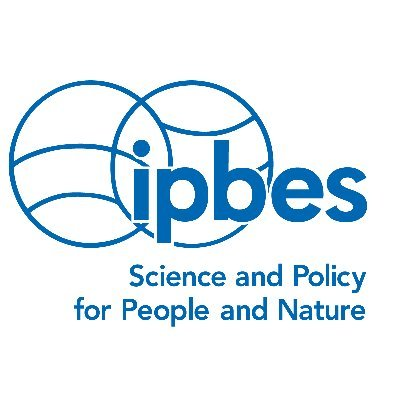 ipbes
Science and Policy
for People and Nature